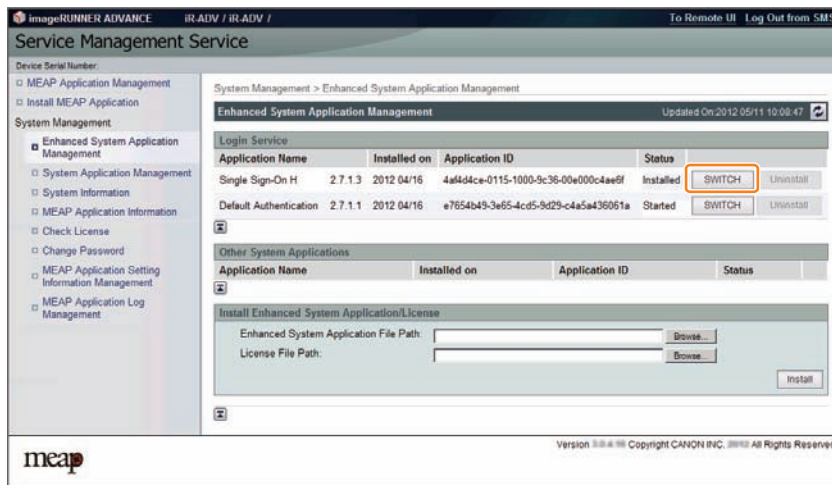 imageRUNNER ADVANCE iR-ADV / iR-ADV / To Remote UI Log Out from SMS
Service Management Service
Device Serial Number:
MEAP Application Management
Install MEAP Application
System Management
Enhanced System Application
Management
System Application Management
System Information
MEAP Application Information
Check License
Change Password
MEAP Application Setting
Information Management
MEAP Application Log
Management
System Management > Enhanced System Application Management
Enhanced System Application Management Updated On:2012 05/11 10:08:47
Login Service
Application Name Installed on Application ID Status
Single Sign-On H 2.7.1.3 2012 04/16 4af4d4ce-0115-1000-9c36-00e000c4ae6f Installed SWITCH Uninstall
Default Authentication 2.7.1.1 2012 04/16 e7654b49-3e65-4cd5-9d29-c4a5a436061a Started SWITCH Uninstall
Other System Applications
Application Name Installed on Application ID Status
Install Enhanced System Application/License
Enhanced System Application File Path: Browse...
License File Path: Browse...
Install
meap
Version Copyright CANON INC. All Rights Reserved